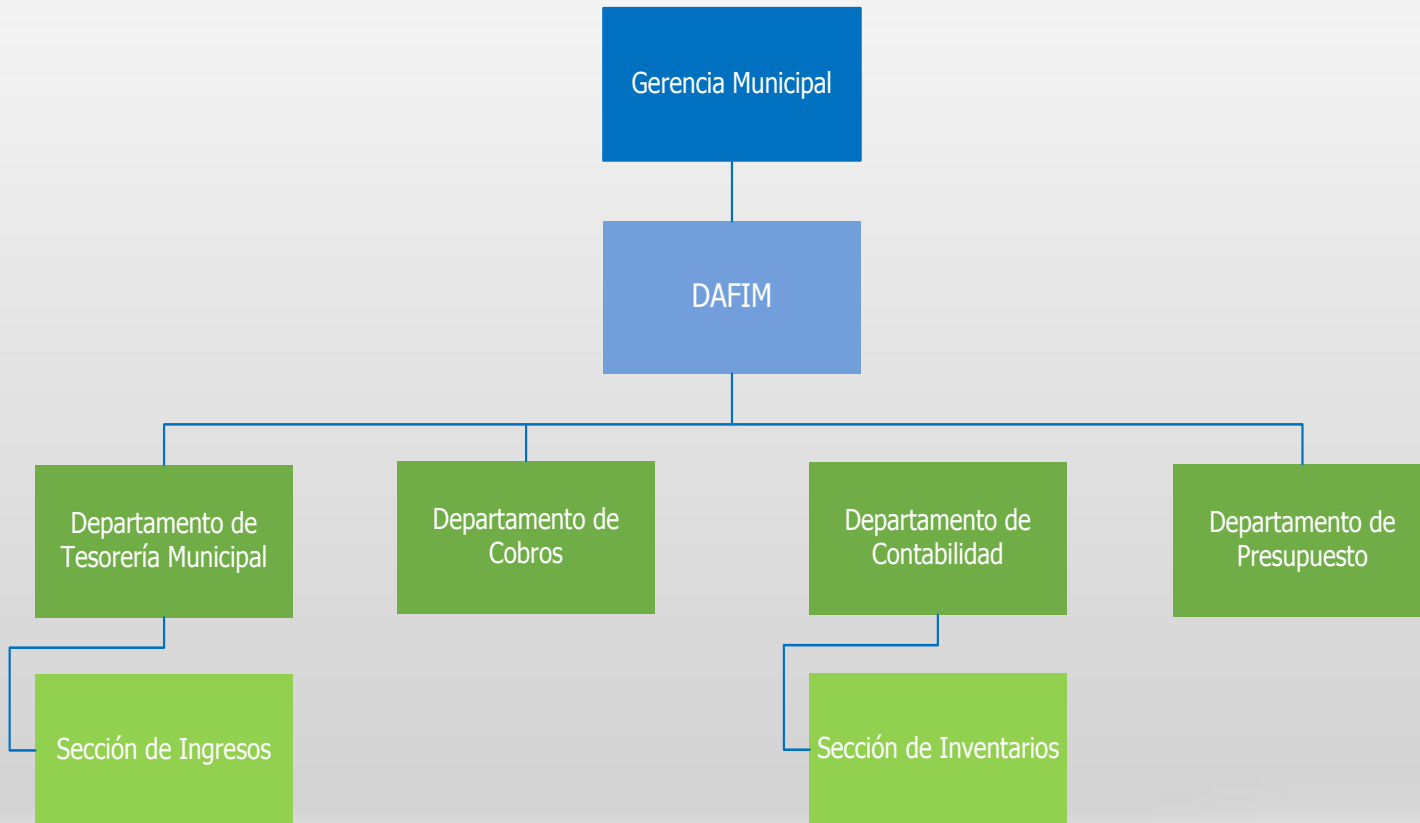 Gerencia Municipal
DAFIM
Departamento de
Tesorería Municipal
Departamento de
Cobros
Departamento de
Contabilidad
Departamento de
Presupuesto
Sección de Ingresos
Sección de Inventarios